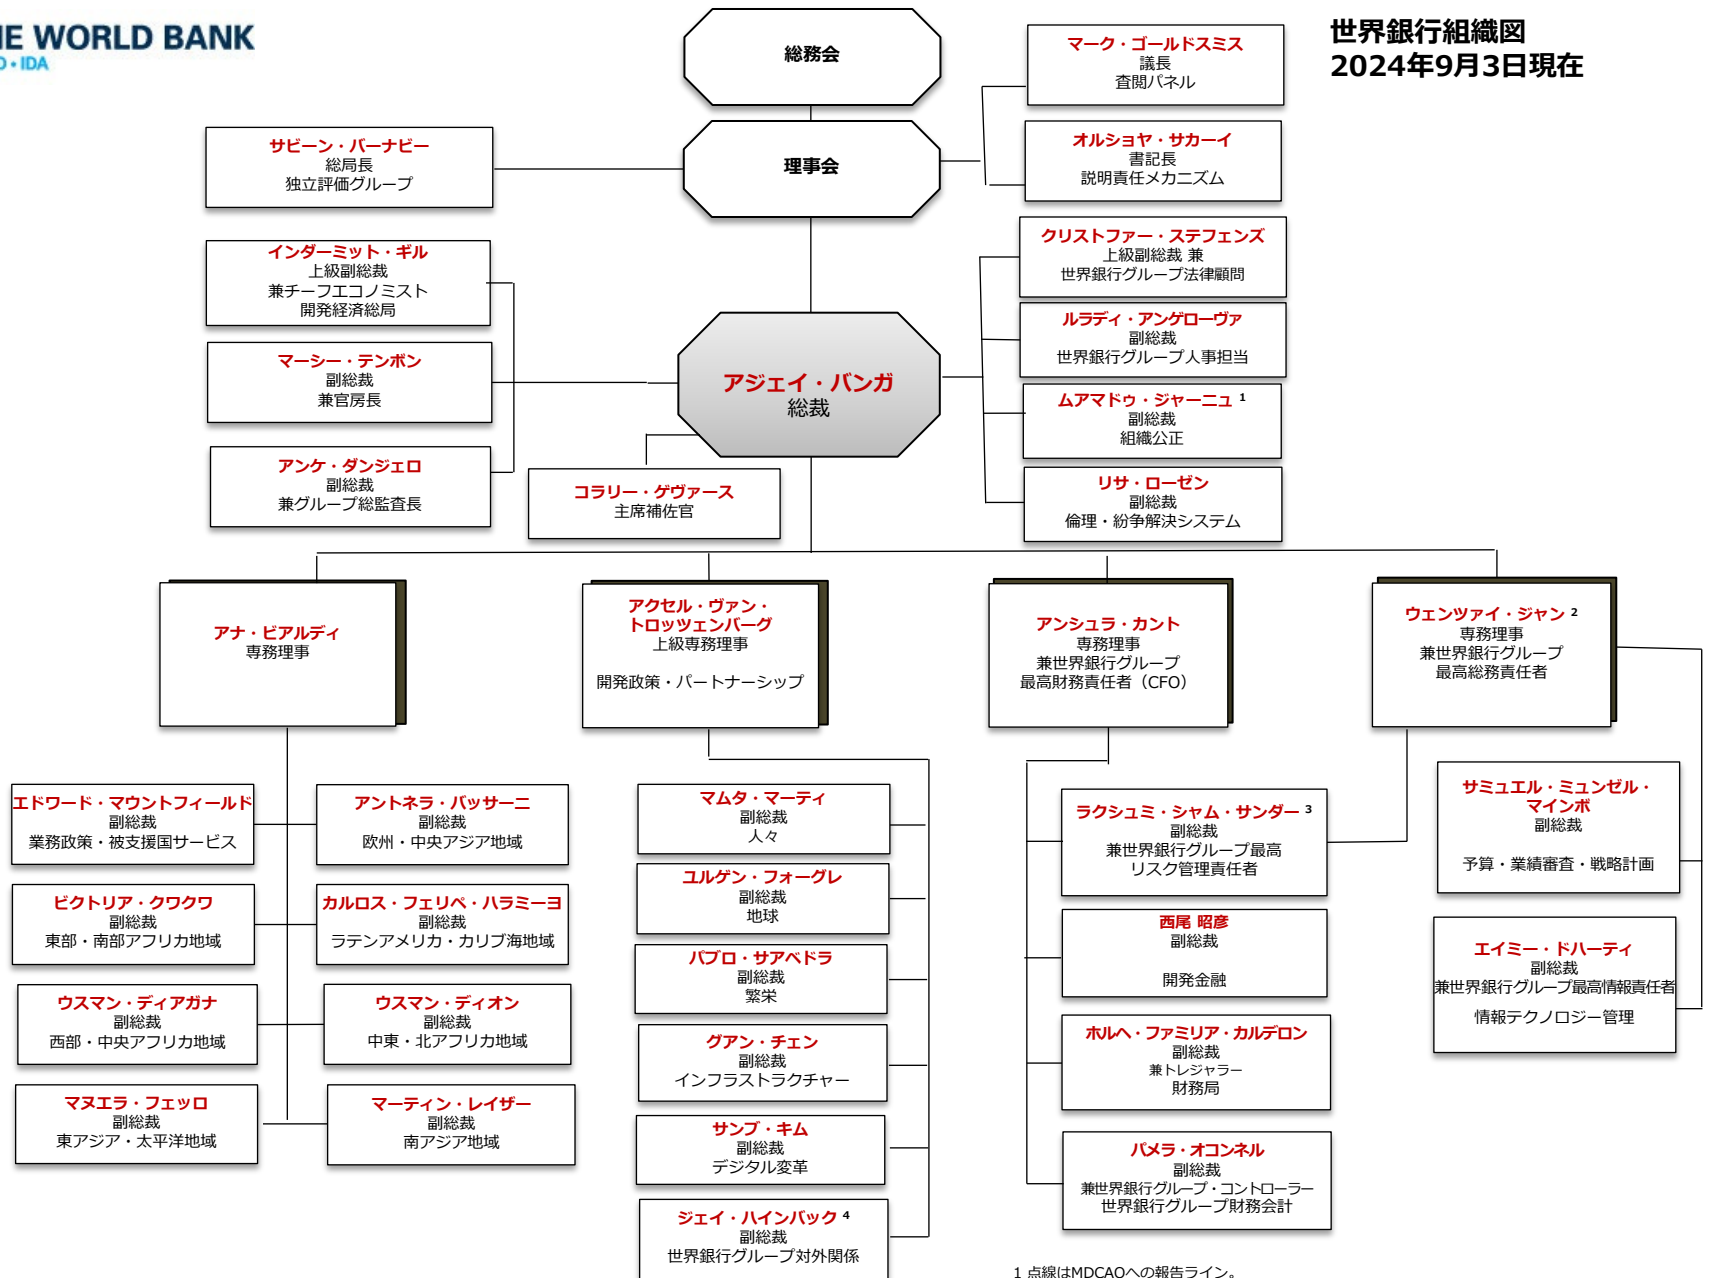 THE WORLD BANK
IBRD・IDA
世界銀行組織図
2024年9月3日現在
総務会
マーク・ゴールドスミス
議長
査閲パネル
サビーン・バーナビー
総局長
独立評価グループ
理事会
オルショヤ・サカーイ
書記長
説明責任メカニズム
インダーミット・ギル
上級副総裁
兼チーフエコノミスト
開発経済総局
クリストファー・ステフェンズ
上級副総裁 兼
世界銀行グループ法律顧問
マーシー・テンボン
副総裁
兼官房長
アジェイ・バンガ
総裁
ルラディ・アンゲローヴァ
副総裁
世界銀行グループ人事担当
ムアマドゥ・ジャーニュ 1
副総裁
組織公正
アンケ・ダンジェロ
副総裁
兼グループ総監査長
コラリー・ゲヴァース
主席補佐官
リサ・ローゼン
副総裁
倫理・紛争解決システム
アナ・ビアルディ
専務理事
アクセル・ヴァン・
トロッツェンバーグ
上級専務理事
開発政策・パートナーシップ
アンシュラ・カント
専務理事
兼世界銀行グループ
最高財務責任者（CFO）
ウェンツァイ・ジャン 2
専務理事
兼世界銀行グループ
最高総務責任者
エドワード・マウントフィールド
副総裁
業務政策・被支援国サービス
アントネラ・バッサーニ
副総裁
欧州・中央アジア地域
ビクトリア・クワクワ
副総裁
東部・南部アフリカ地域
カルロス・フェリペ・ハラミーヨ
副総裁
ラテンアメリカ・カリブ海地域
ウスマン・ディアガナ
副総裁
西部・中央アフリカ地域
ウスマン・ディオン
副総裁
中東・北アフリカ地域
マヌエラ・フェッロ
副総裁
東アジア・太平洋地域
マーティン・レイザー
副総裁
南アジア地域
マムタ・マーティ
副総裁
人々
ユルゲン・フォーグレ
副総裁
地球
パブロ・サアベドラ
副総裁
繁栄
グアン・チェン
副総裁
インフラストラクチャー
サンブ・キム
副総裁
デジタル変革
ジェイ・ハインバック 4
副総裁
世界銀行グループ対外関係
ラクシュミ・シャム・サンダー 3
副総裁
兼世界銀行グループ最高
リスク管理責任者
西尾 昭彦
副総裁
開発金融
ホルヘ・ファミリア・カルデロン
副総裁
兼トレジャラー
財務局
パメラ・オコンネル
副総裁
兼世界銀行グループ・コントローラー
世界銀行グループ財務会計
サミュエル・ミュンゼル・
マインボ
副総裁
予算・業績審査・戦略計画
エイミー・ドハーティ
副総裁
兼世界銀行グループ最高情報責任者
情報テクノロジー管理
1 点線はMDCAOへの報告ライン。